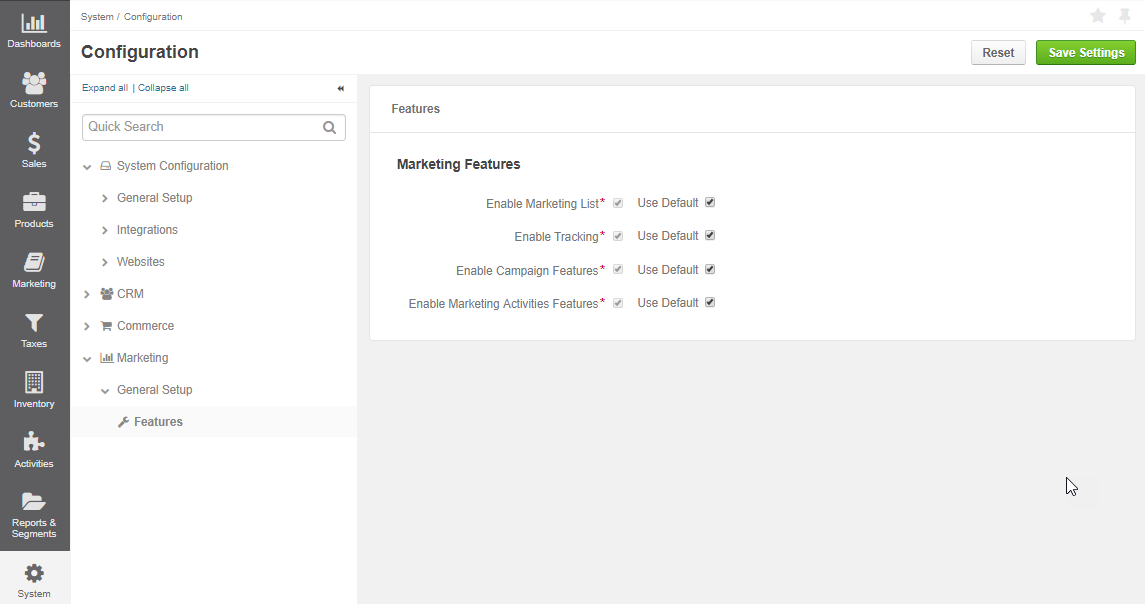 Dashboards
Customers
Sales
Products
Marketing
Taxes
Inventory
Activities
Reports &
Segments
System
System / Configuration
Configuration
Reset
Save Settings
Expand all | Collapse all
Quick Search
System Configuration
General Setup
Integrations
Websites
CRM
Commerce
Marketing
General Setup
Features
Features
Marketing Features
Enable Marketing List* Use Default
Enable Tracking* Use Default
Enable Campaign Features* Use Default
Enable Marketing Activities Features* Use Default